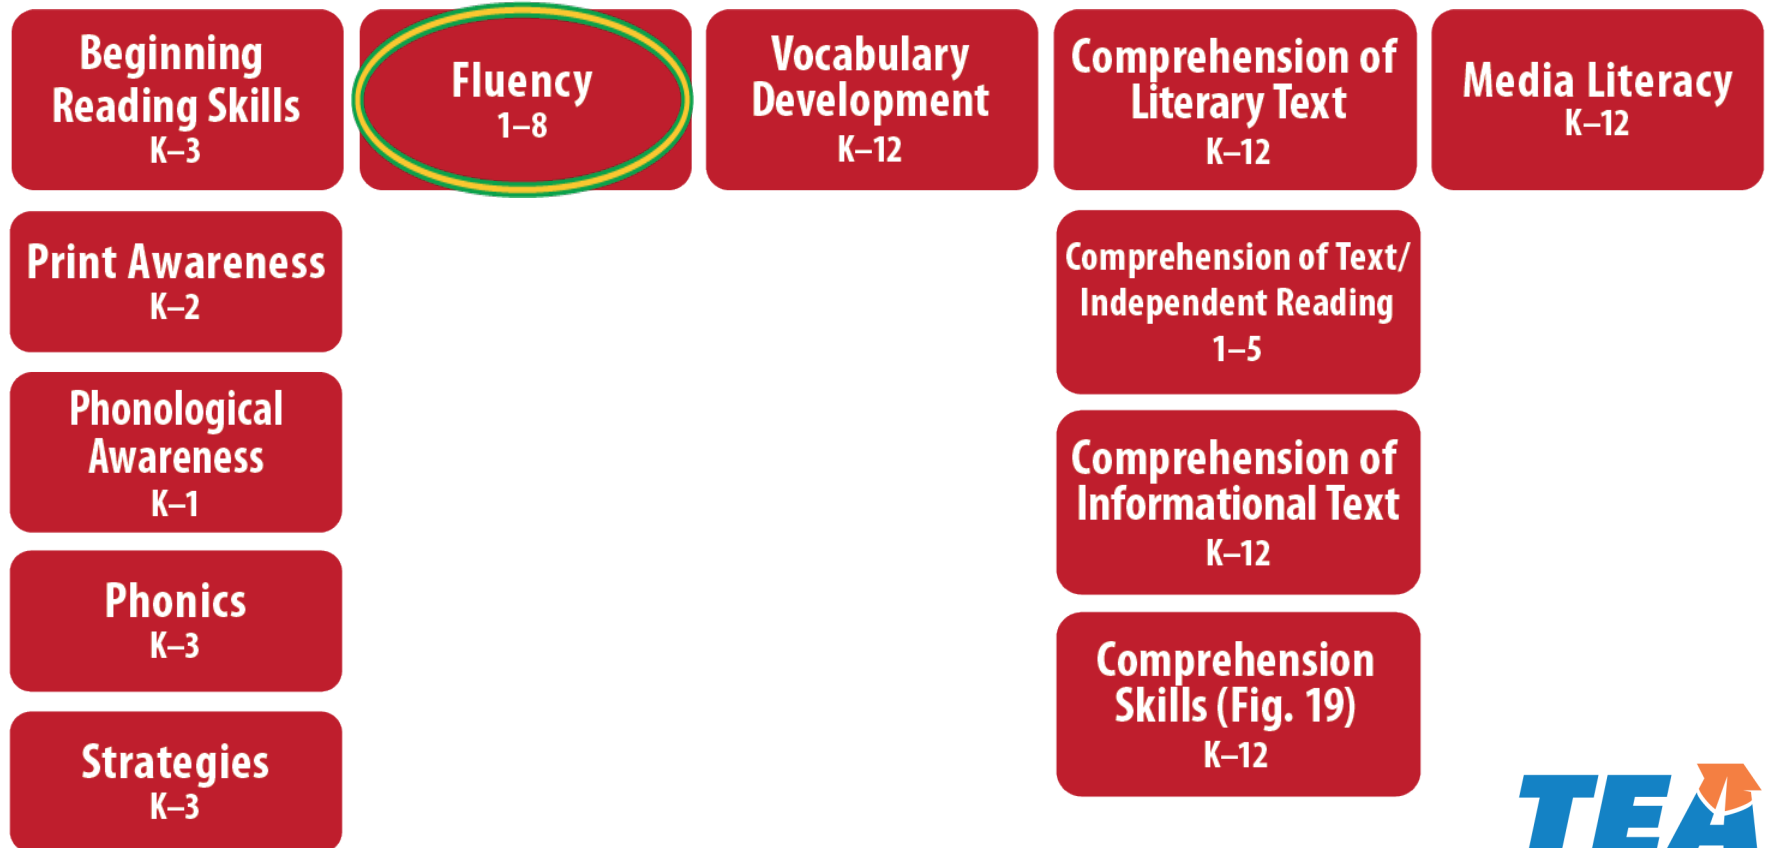 Beginning
Reading Skills
K–3
Fluency
1–8
Vocabulary
Development
K–12
Comprehension of
Literary Text
K–12
Media Literacy
K–12
Print Awareness
K–2
Phonological
Awareness
K–1
Phonics
K–3
Strategies
K–3
Comprehension of Text/
Independent Reading
1–5
Comprehension of
Informational Text
K–12
Comprehension
Skills (Fig. 19)
K–12
TEA